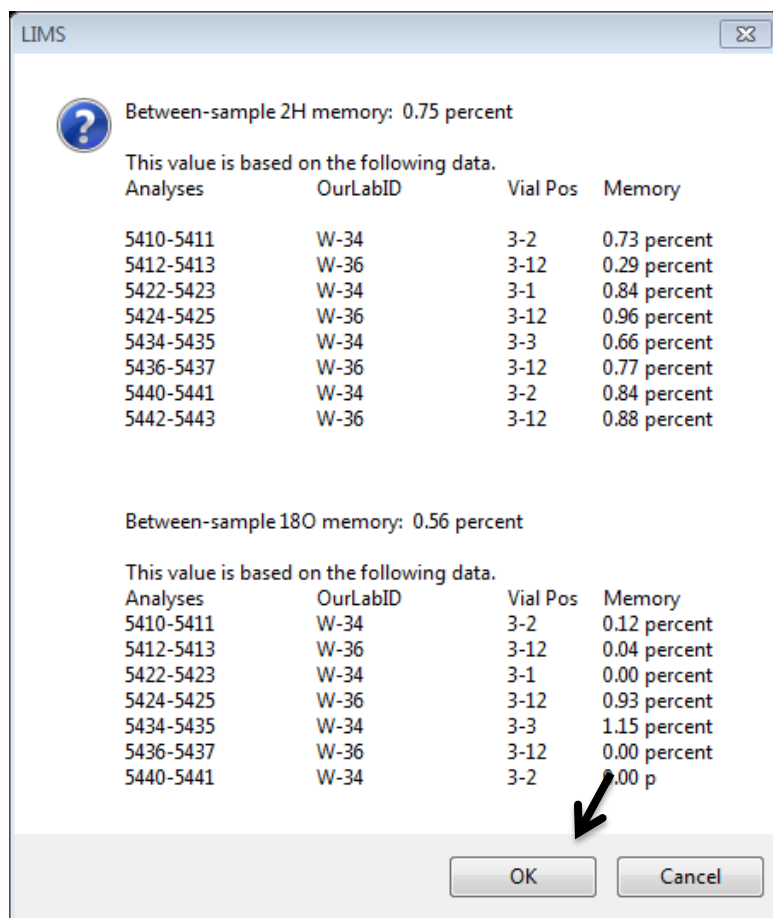 LIMS
Between-sample 2H memory: 0.75 percent
This value is based on the following data.
Analyses OurLabID Vial Pos Memory
5410-5411 W-34 3-2 0.73 percent
5412-5413 W-36 3-12 0.29 percent
5422-5423 W-34 3-1 0.84 percent
5424-5425 W-36 3-12 0.96 percent
5434-5435 W-34 3-3 0.66 percent
5436-5437 W-36 3-12 0.77 percent
5440-5441 W-34 3-2 0.84 percent
5442-5443 W-36 3-12 0.88 percent
Between-sample 18O memory: 0.56 percent
This value is based on the following data.
Analyses OurLabID Vial Pos Memory
5410-5411 W-34 3-2 0.12 percent
5412-5413 W-36 3-12 0.04 percent
5422-5423 W-34 3-1 0.00 percent
5424-5425 W-36 3-12 0.93 percent
5434-5435 W-34 3-3 1.15 percent
5436-5437 W-36 3-12 0.00 percent
5440-5441 W-34 3-2 0.00 p
OK Cancel